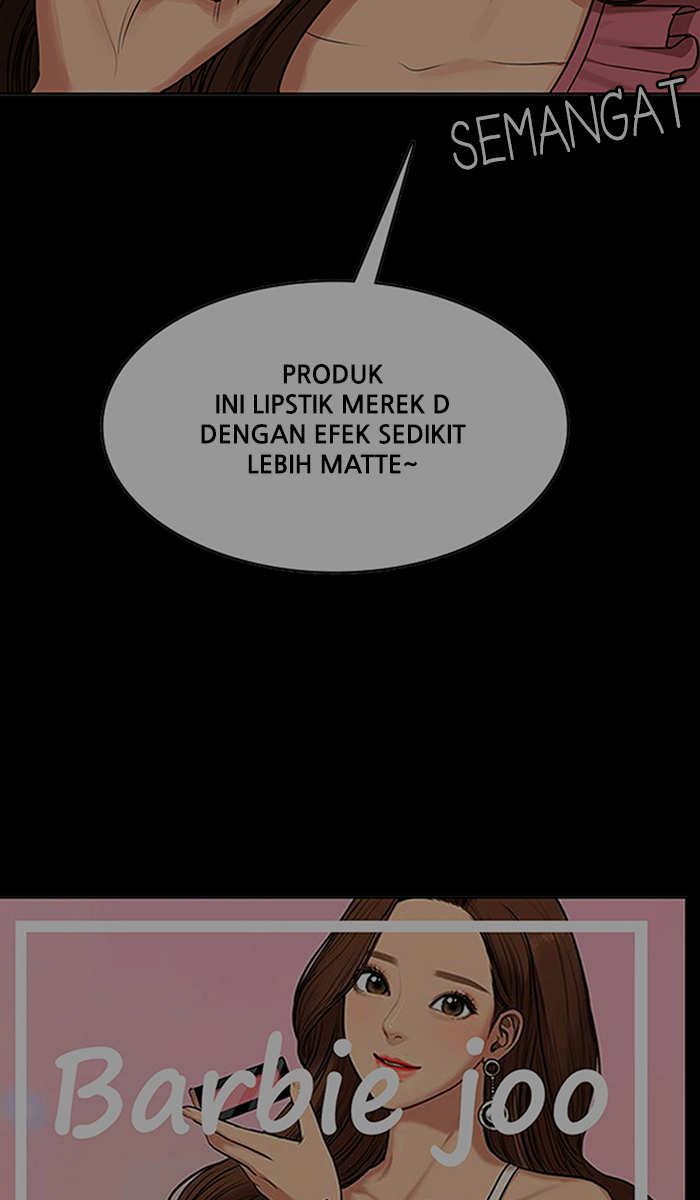 SEMANGAT
PRODUK
INI LIPSTIK MEREK D
DENGAN EFEK SEDIKIT
LEBIH MATTE~
Barbie joo